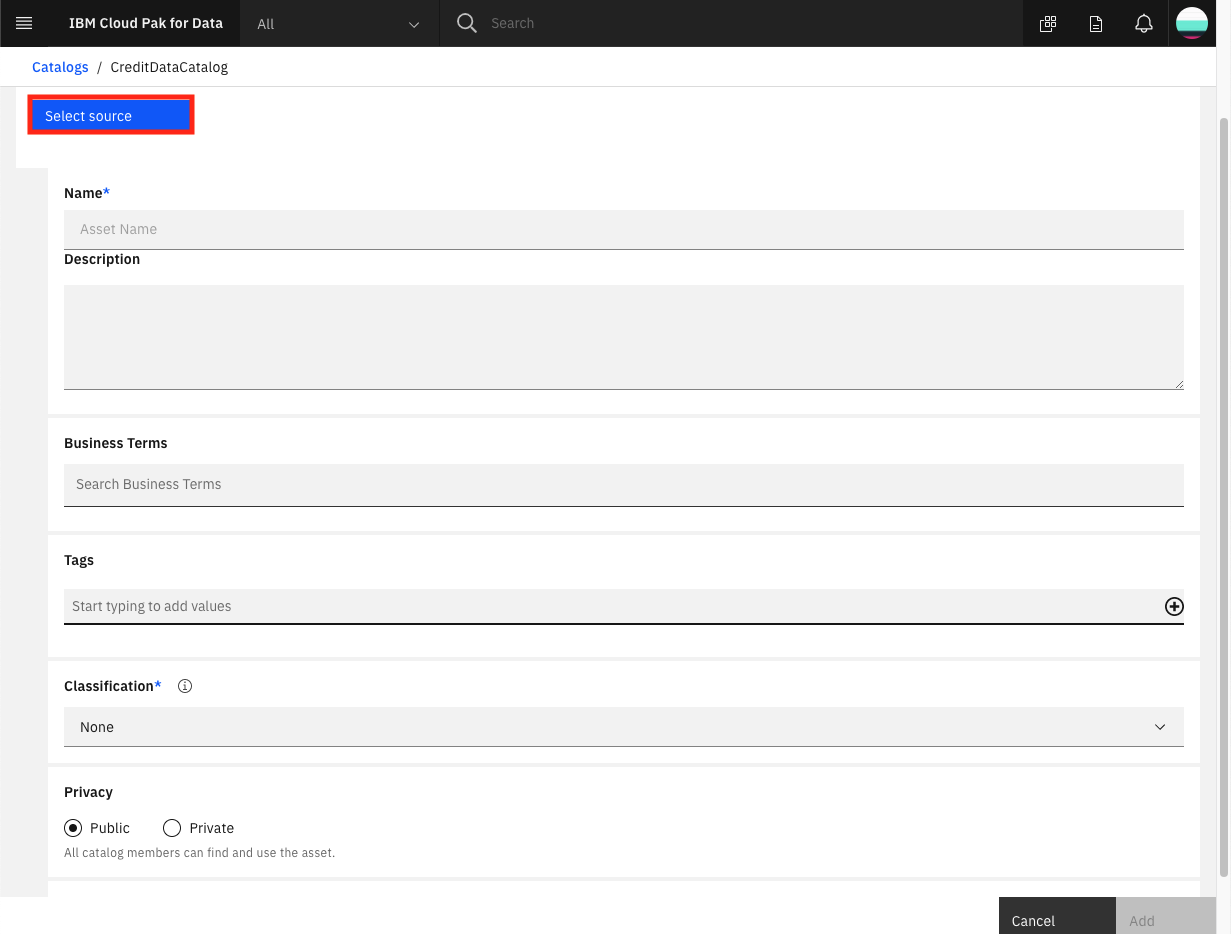 IBM Cloud Pak for Data
All
Search
Catalogs / CreditDataCatalog
Select source
Name*
Asset Name
Description
Business Terms
Search Business Terms
Tags
Start typing to add values
Classification*
None
Privacy
Public
Private
All catalog members can find and use the asset.
Cancel
Add